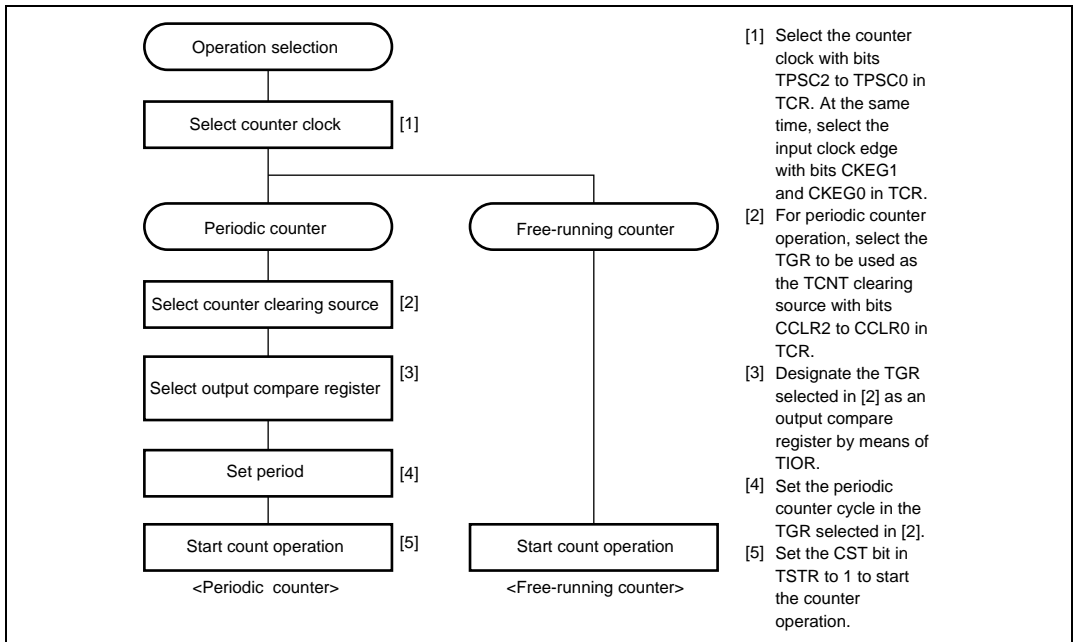 Operation selection
Select counter clock
[1]
Periodic counter
Free-running counter
Select counter clearing source
[2]
Select output compare register
[3]
Set period
[4]
Start count operation
[5]
Start count operation
<Periodic counter>
<Free-running counter>
[1] Select the counter
clock with bits
TPSC2 to TPSC0 in
TCR. At the same
time, select the
input clock edge
with bits CKEG1
and CKEG0 in TCR.
[2] For periodic counter
operation, select the
TGR to be used as
the TCNT clearing
source with bits
CCLR2 to CCLR0 in
TCR.
[3] Designate the TGR
selected in [2] as an
output compare
register by means of
TIOR.
[4] Set the periodic
counter cycle in the
TGR selected in [2].
[5] Set the CST bit in
TSTR to 1 to start
the counter
operation.